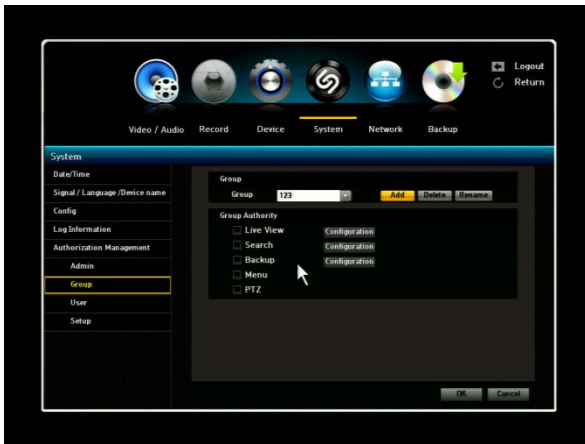 Logout
Return
Video / Audio Record Device System Network Backup
System
Date/Time
Signal / Language /Device name
Config
Log Information
Authorization Management
Admin
Group
User
Setup
Group
Group 123 Add Delete Rename
Group Authority
Live View Configuration
Search Configuration
Backup Configuration
Menu
PTZ
OK Cancel